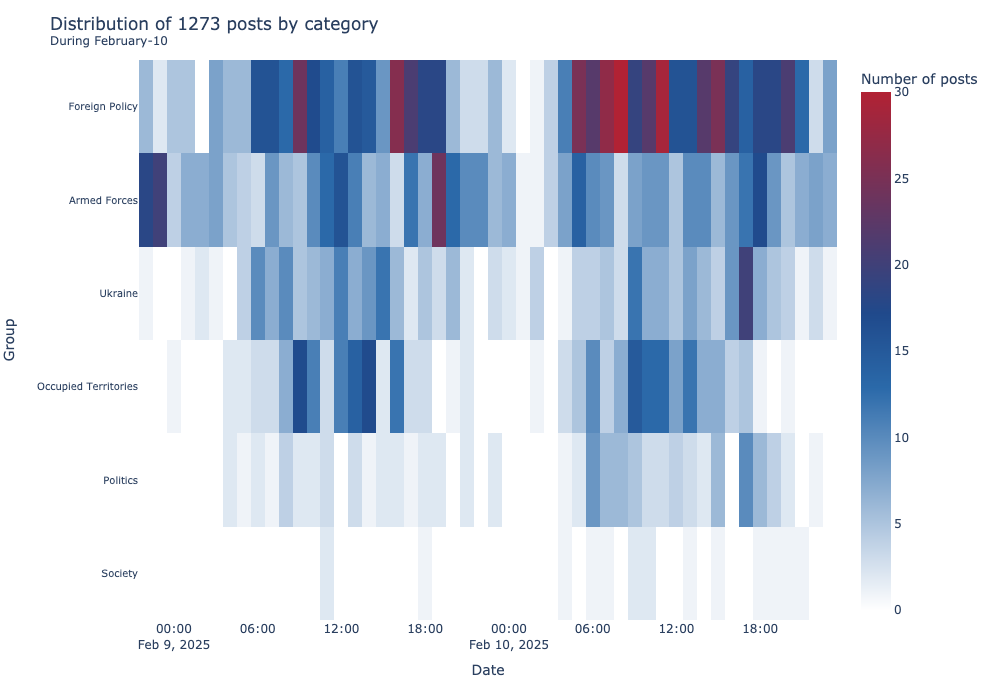 Distribution of 1273 posts by category
During February-10
Number of posts
30
25
20
15
10
5
0
Group
Foreign Policy
Armed Forces
Ukraine
Occupied Territories
Politics
Society
00:00 06:00 12:00 18:00 00:00 06:00 12:00 18:00
Feb 9, 2025 Feb 10, 2025
Date